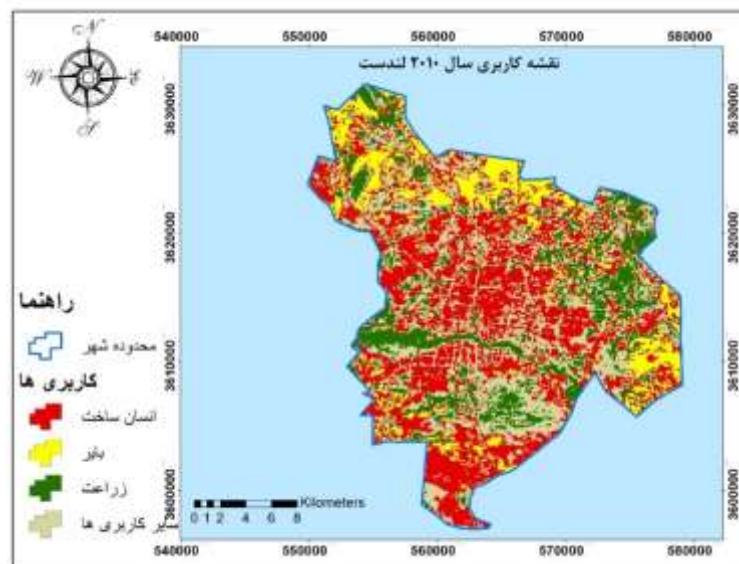 540000 550000 560000 570000 580000
نقشه کاربری سال ۲۰۱۰ لندست
N
W E
S
3630000 3630000
3620000 3620000
3610000 3610000
3600000 3600000
راهنما
محدوده شهر
کاربری ها
انسان ساخت
بایر
زراعت
سایر کاربری ها
Kilometers
0 1 2 4 6 8
540000 550000 560000 570000 580000